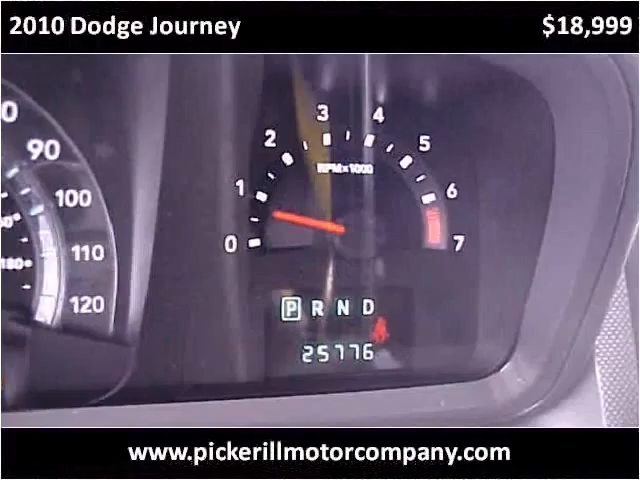 2010 Dodge Journey $18,999
3
2 4
90 5
1 RPM×1000 6
100
0 7
110
120
P R N D
25776
www.pickerillmotorcompany.com